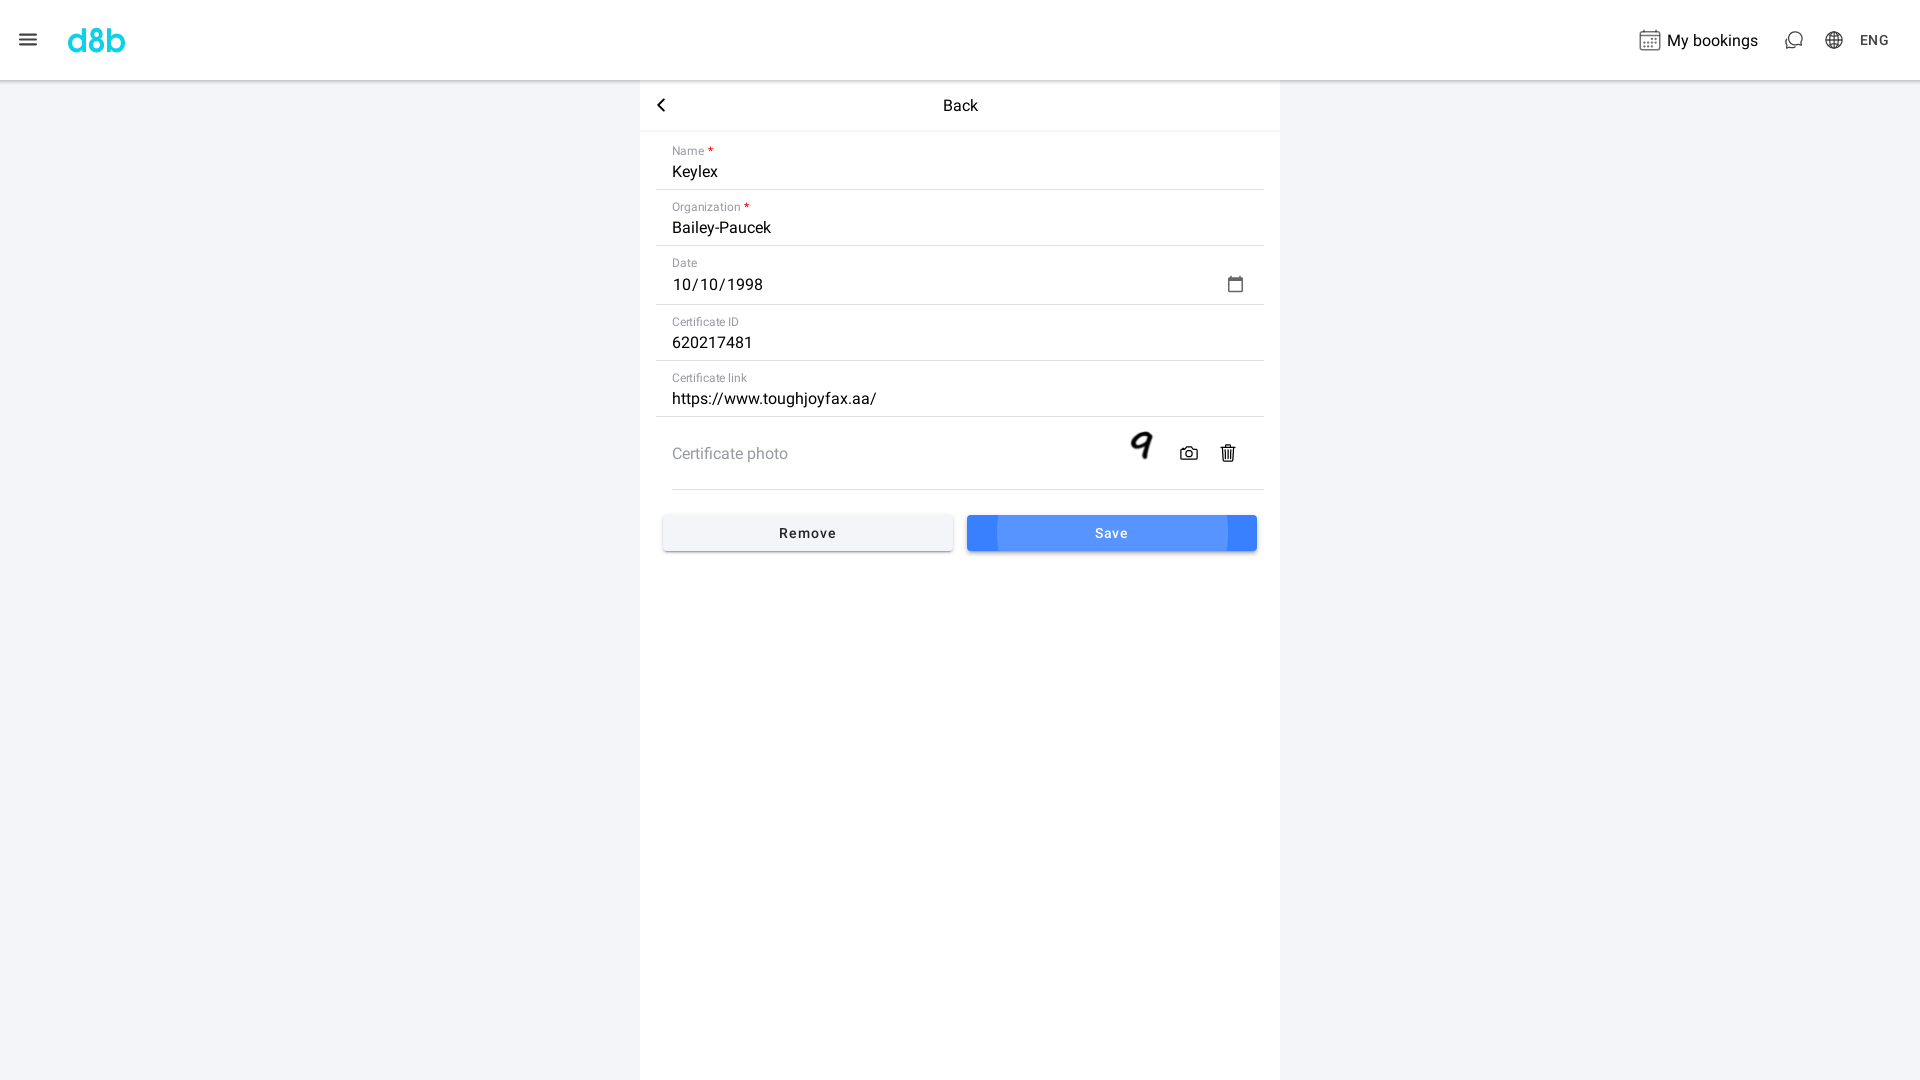 d8b
My bookings
ENG
Back
Name *
Keylex
Organization *
Bailey-Paucek
Date
10/10/1998
Certificate ID
620217481
Certificate link
https://www.toughjoyfax.aa/
Certificate photo
9
Remove
Save